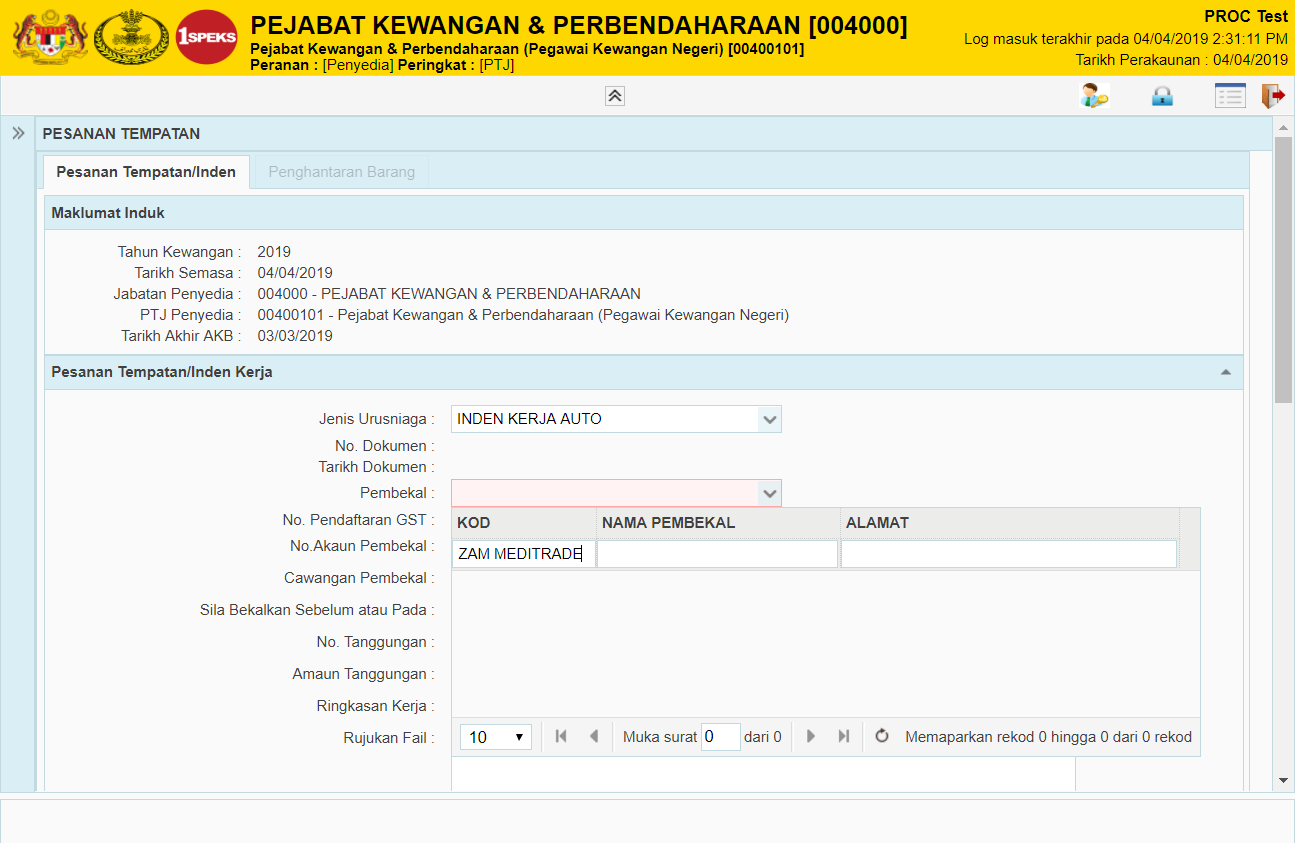 1SPEKS
PEJABAT KEWANGAN & PERBENDAHARAAN [004000]
Pejabat Kewangan & Perbendaharaan (Pegawai Kewangan Negeri) [00400101]
Peranan : [Penyedia] Peringkat : [PTJ]
PROC Test
Log masuk terakhir pada 04/04/2019 2:31:11 PM
Tarikh Perakaunan : 04/04/2019
PESANAN TEMPATAN
Pesanan Tempatan/Inden Penghantaran Barang
Maklumat Induk
Tahun Kewangan : 2019
Tarikh Semasa : 04/04/2019
Jabatan Penyedia : 004000 - PEJABAT KEWANGAN & PERBENDAHARAAN
PTJ Penyedia : 00400101 - Pejabat Kewangan & Perbendaharaan (Pegawai Kewangan Negeri)
Tarikh Akhir AKB : 03/03/2019
Pesanan Tempatan/Inden Kerja
Jenis Urusniaga : INDEN KERJA AUTO
No. Dokumen :
Tarikh Dokumen :
Pembekal :
No. Pendaftaran GST :
KOD NAMA PEMBEKAL ALAMAT
No.Akaun Pembekal :
ZAM MEDITRADE
Cawangan Pembekal :
Sila Bekalkan Sebelum atau Pada :
No. Tanggungan :
Amaun Tanggungan :
Ringkasan Kerja :
Rujukan Fail :
10 Muka surat 0 dari 0 Memaparkan rekod 0 hingga 0 dari 0 rekod